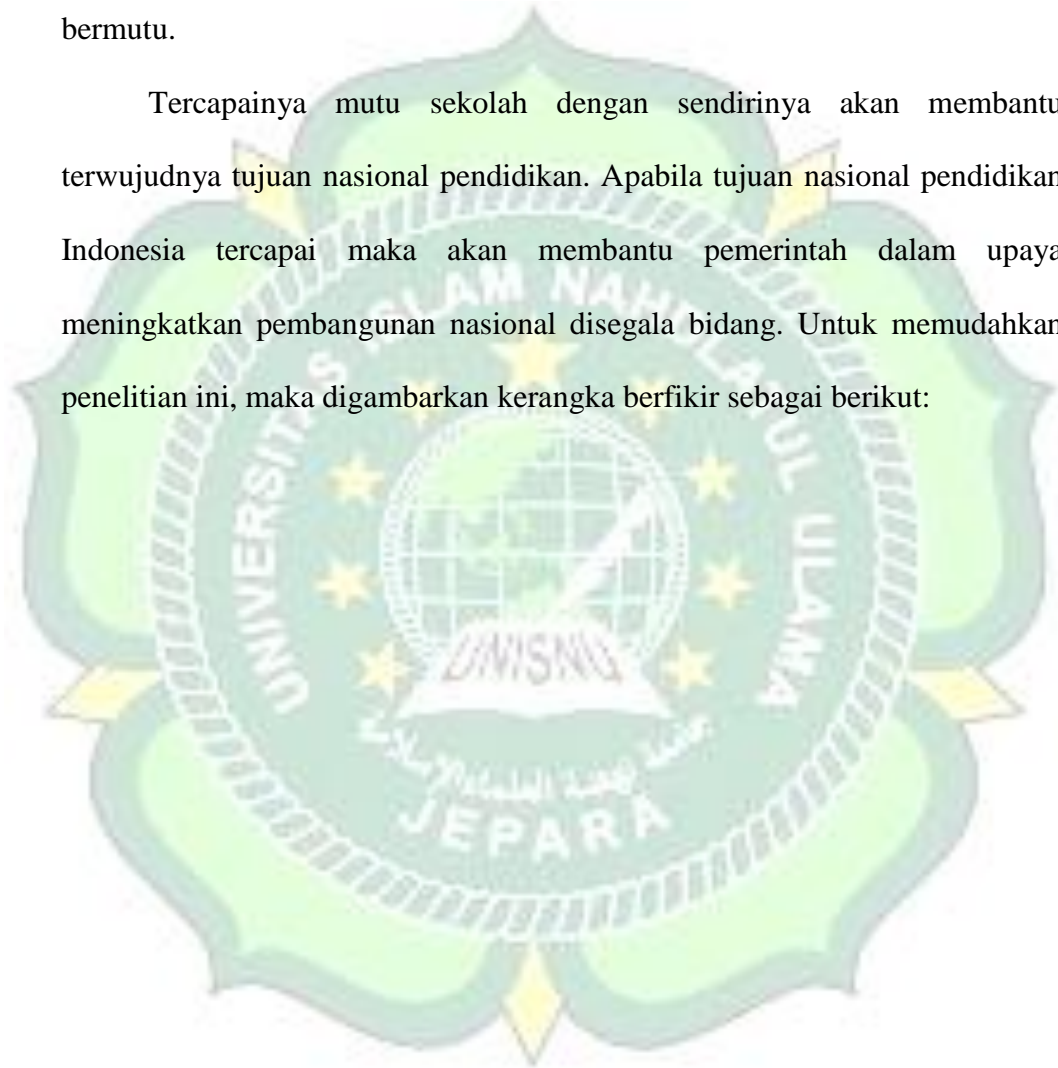 bermutu.
Tercapainya mutu sekolah dengan sendirinya akan membantu
terwujudnya tujuan nasional pendidikan. Apabila tujuan nasional pendidikan
Indonesia tercapai maka akan membantu pemerintah dalam upaya
meningkatkan pembangunan nasional disegala bidang. Untuk memudahkan
penelitian ini, maka digambarkan kerangka berfikir sebagai berikut:
UNIVERSITAS ISLAM NAHDLATUL ULAMA
UNISNU
JEPARA